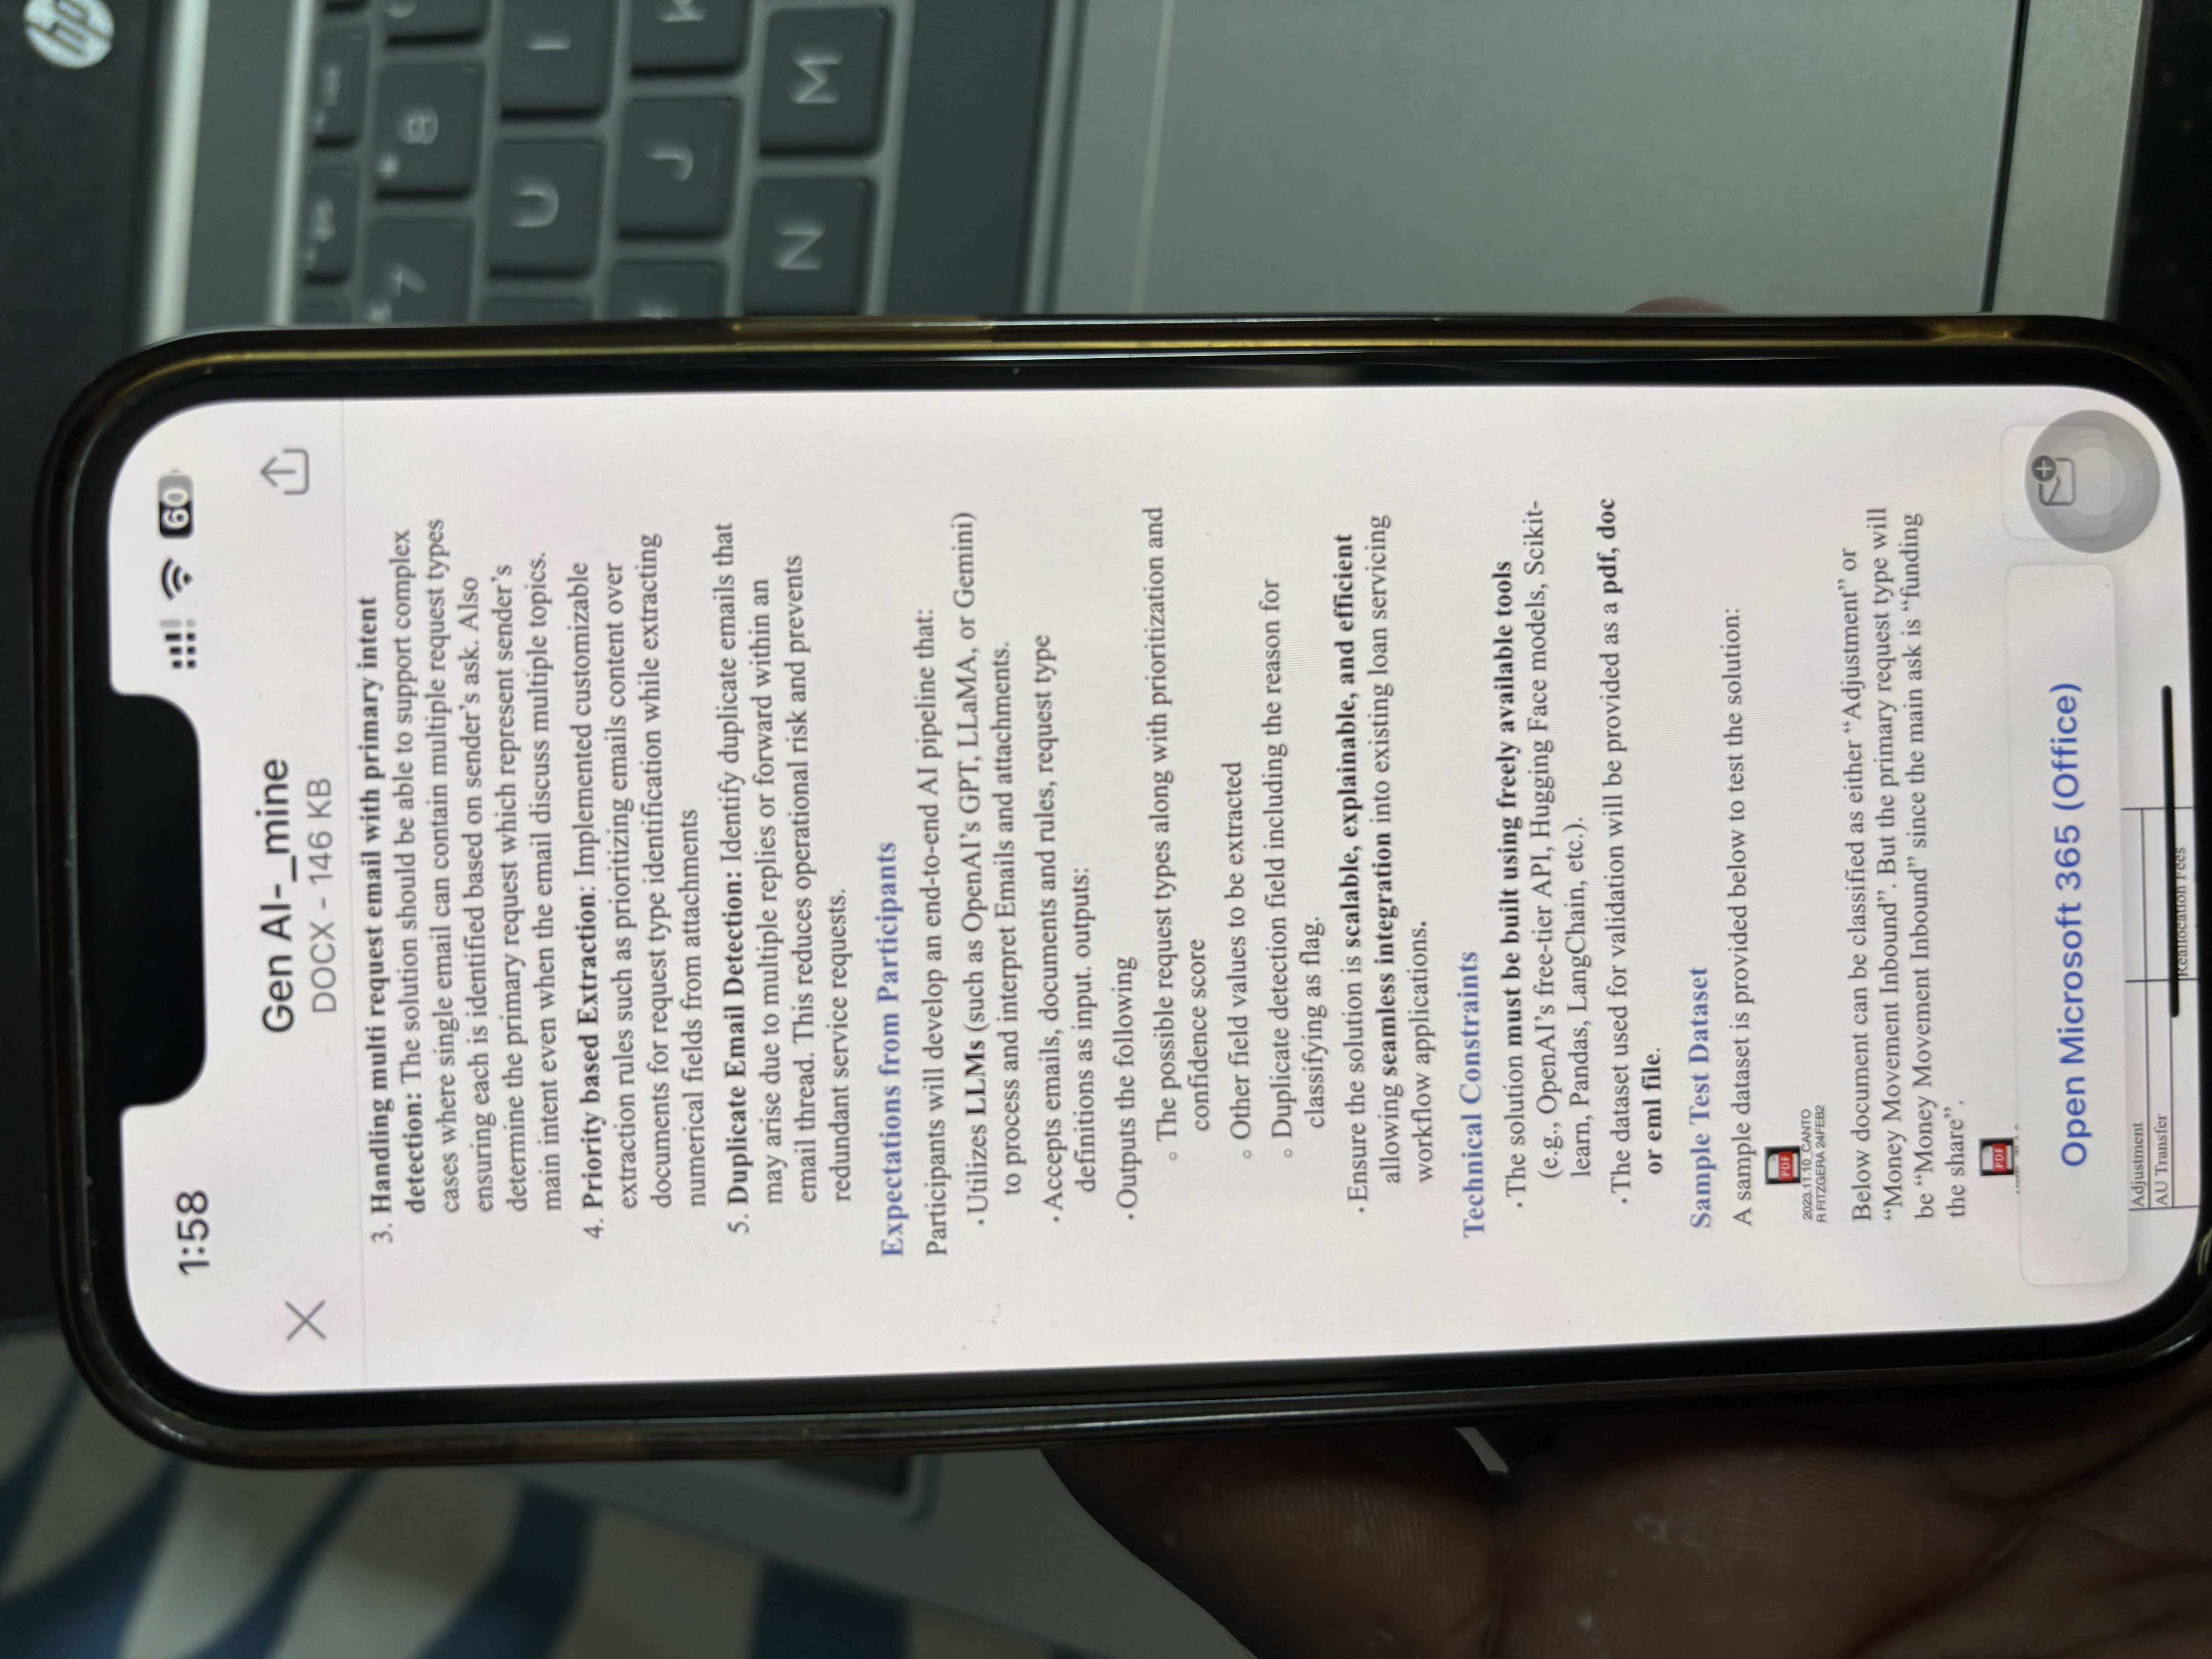 hp
1:58
60
Gen AI-_mine
DOCX - 146 KB
3. Handling multi request email with primary intent
detection: The solution should be able to support complex
cases where single email can contain multiple request types
ensuring each is identified based on sender's ask. Also
determine the primary request which represent sender's
main intent even when the email discuss multiple topics.
4. Priority based Extraction: Implemented customizable
extraction rules such as prioritizing emails content over
documents for request type identification while extracting
numerical fields from attachments
5. Duplicate Email Detection: Identify duplicate emails that
may arise due to multiple replies or forward within an
email thread. This reduces operational risk and prevents
redundant service requests.
Expectations from Participants
Participants will develop an end-to-end AI pipeline that:
· Utilizes LLMs (such as OpenAI's GPT, LLaMA, or Gemini)
to process and interpret Emails and attachments.
· Accepts emails, documents and rules, request type
definitions as input. outputs:
· Outputs the following
○ The possible request types along with prioritization and
confidence score
○ Other field values to be extracted
○ Duplicate detection field including the reason for
classifying as flag.
· Ensure the solution is scalable, explainable, and efficient
allowing seamless integration into existing loan servicing
workflow applications.
Technical Constraints
· The solution must be built using freely available tools
(e.g., OpenAI's free-tier API, Hugging Face models, Scikit-
learn, Pandas, LangChain, etc.).
· The dataset used for validation will be provided as a pdf, doc
or eml file.
Sample Test Dataset
A sample dataset is provided below to test the solution:
PDF
2023.11.10_CANTO
R FITZGERA 24FEB2
Below document can be classified as either "Adjustment" or
"Money Movement Inbound". But the primary request type will
be "Money Movement Inbound" since the main ask is "funding
the share".
PDF
Open Microsoft 365 (Office)
Adjustment
AU Transfer
Reallocation Fees
* 7
* 8
U
I
J
K
N
M